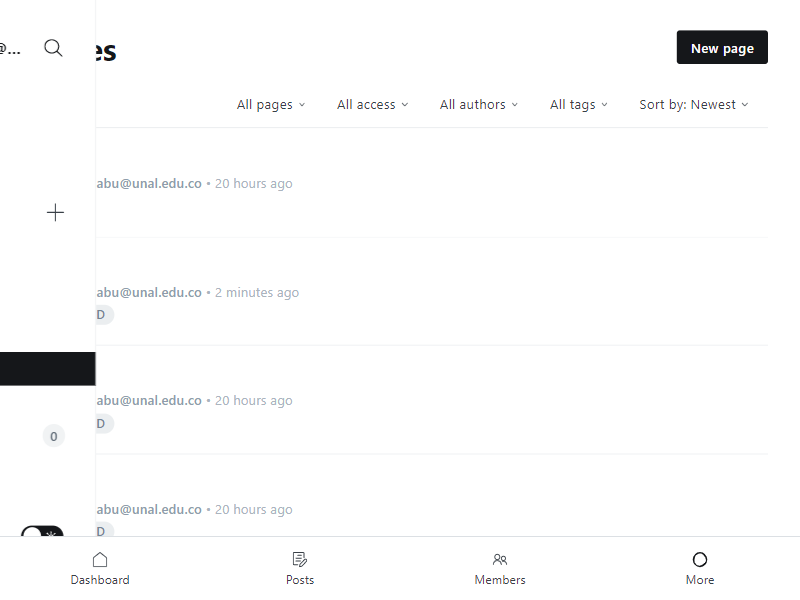 @...
es
New page
All pages
All access
All authors
All tags
Sort by: Newest
abu@unal.edu.co • 20 hours ago
abu@unal.edu.co • 2 minutes ago
D
abu@unal.edu.co • 20 hours ago
D
0
abu@unal.edu.co • 20 hours ago
D
Dashboard
Posts
Members
More